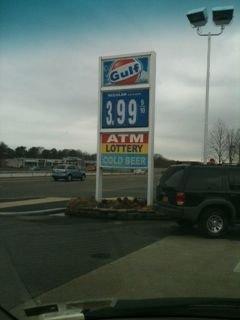 Gulf
REGULAR
3.99 9/10
ATM
LOTTERY
COLD BEER